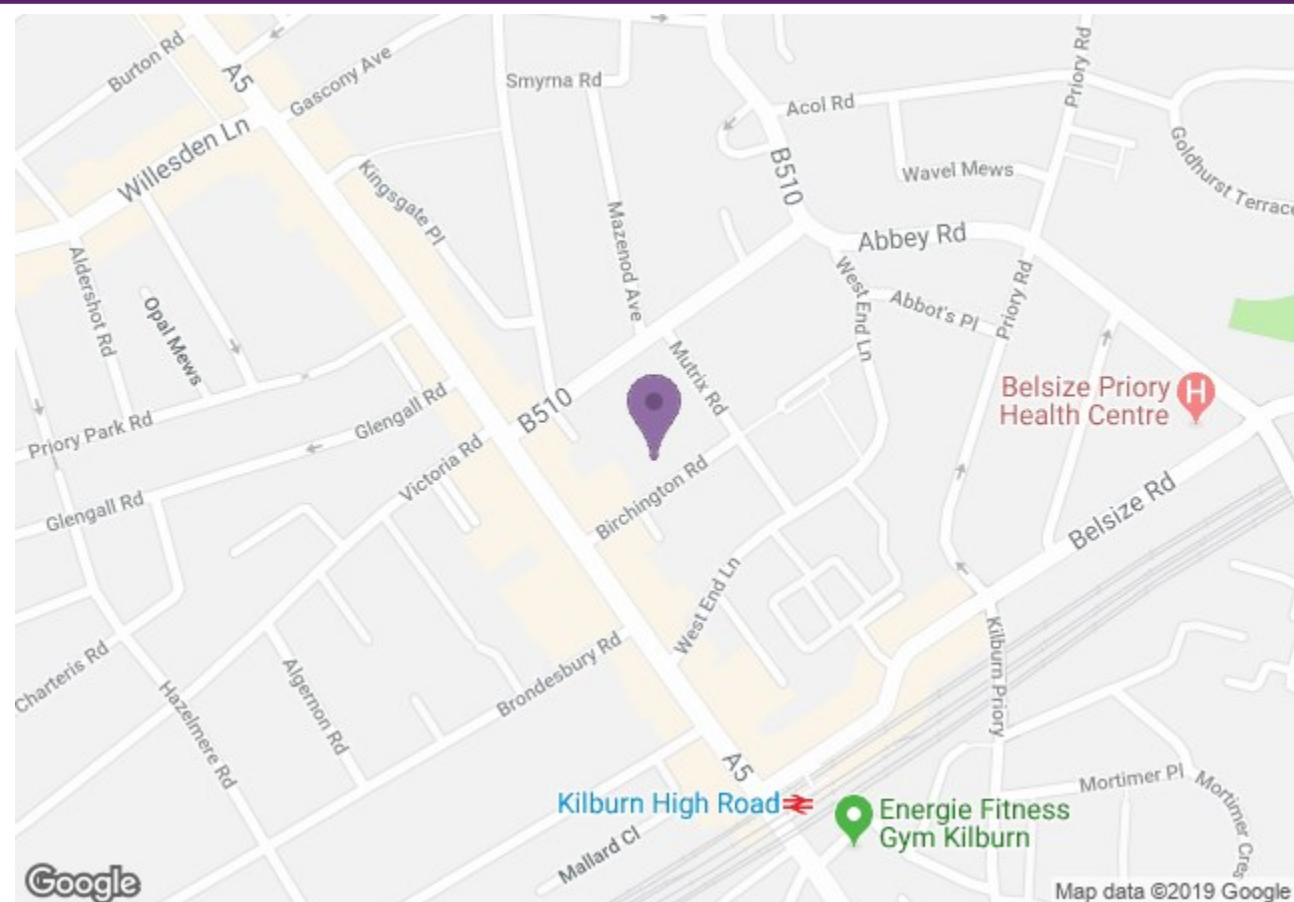 Burton Rd
A5
Gascony Ave
Willesden Ln
Smyrna Rd
Acol Rd
Priory Rd
Goldhurst Terrace
B510
Wavel Mews
Kingsgate Pl
Mazenod Ave
Abbey Rd
West End Ln
Abbot's Pl
Priory Rd
Aldershot Rd
Opal Mews
Mutrix Rd
Belsize Priory
Health Centre
H
Priory Park Rd
Glengall Rd
B510
Victoria Rd
Glengall Rd
Birchington Rd
Belsize Rd
West End Ln
Kilburn Priory
Charteris Rd
Hazelmere Rd
Algernon Rd
Brondesbury Rd
A5
Kilburn High Road
Mallard Cl
Energie Fitness
Gym Kilburn
Mortimer Pl
Mortimer Cres
Google
Map data ©2019 Google